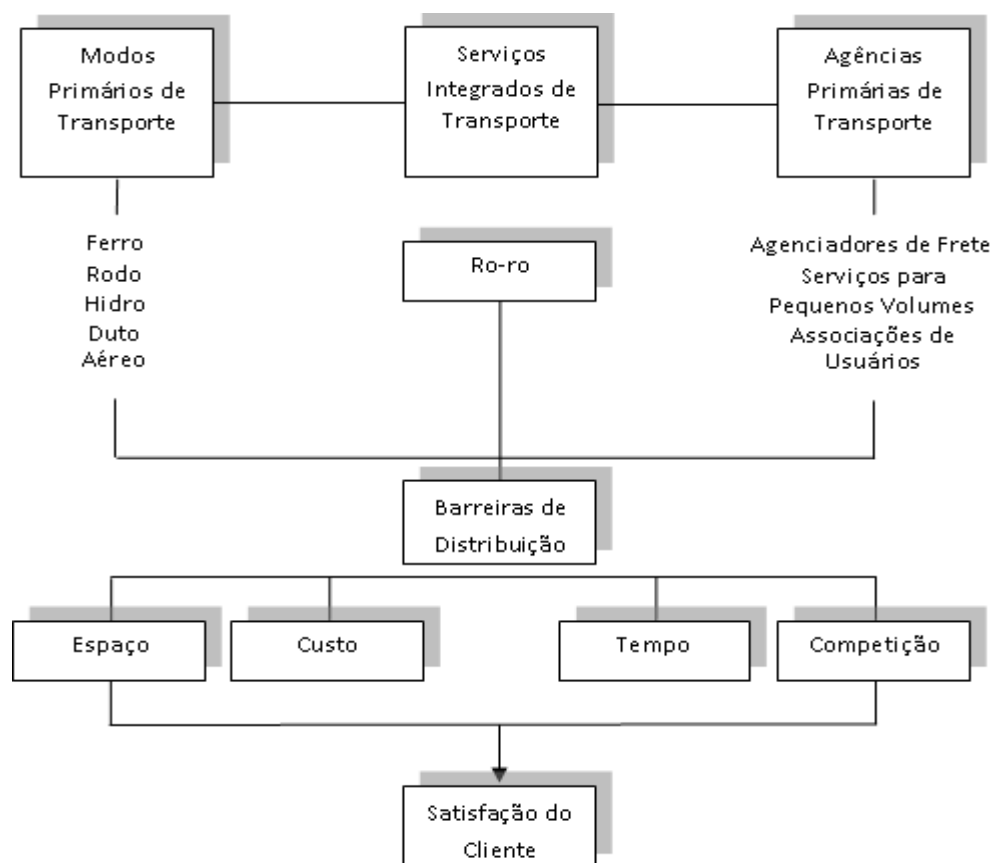 Modos
Primários de
Transporte
Serviços
Integrados de
Transporte
Agências
Primárias de
Transporte
Ferro
Rodo
Hidro
Duto
Aéreo
Ro-ro
Agenciadores de Frete
Serviços para
Pequenos Volumes
Associações de
Usuários
Barreiras de
Distribuição
Espaço
Custo
Tempo
Competição
Satisfação do
Cliente